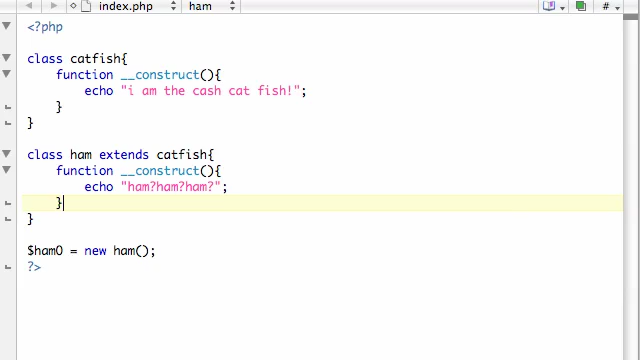 index.php ham #
<?php
class catfish{
function __construct(){
echo "i am the cash cat fish!";
}
}
class ham extends catfish{
function __construct(){
echo "ham?ham?ham?";
}
}
$hamO = new ham();
?>